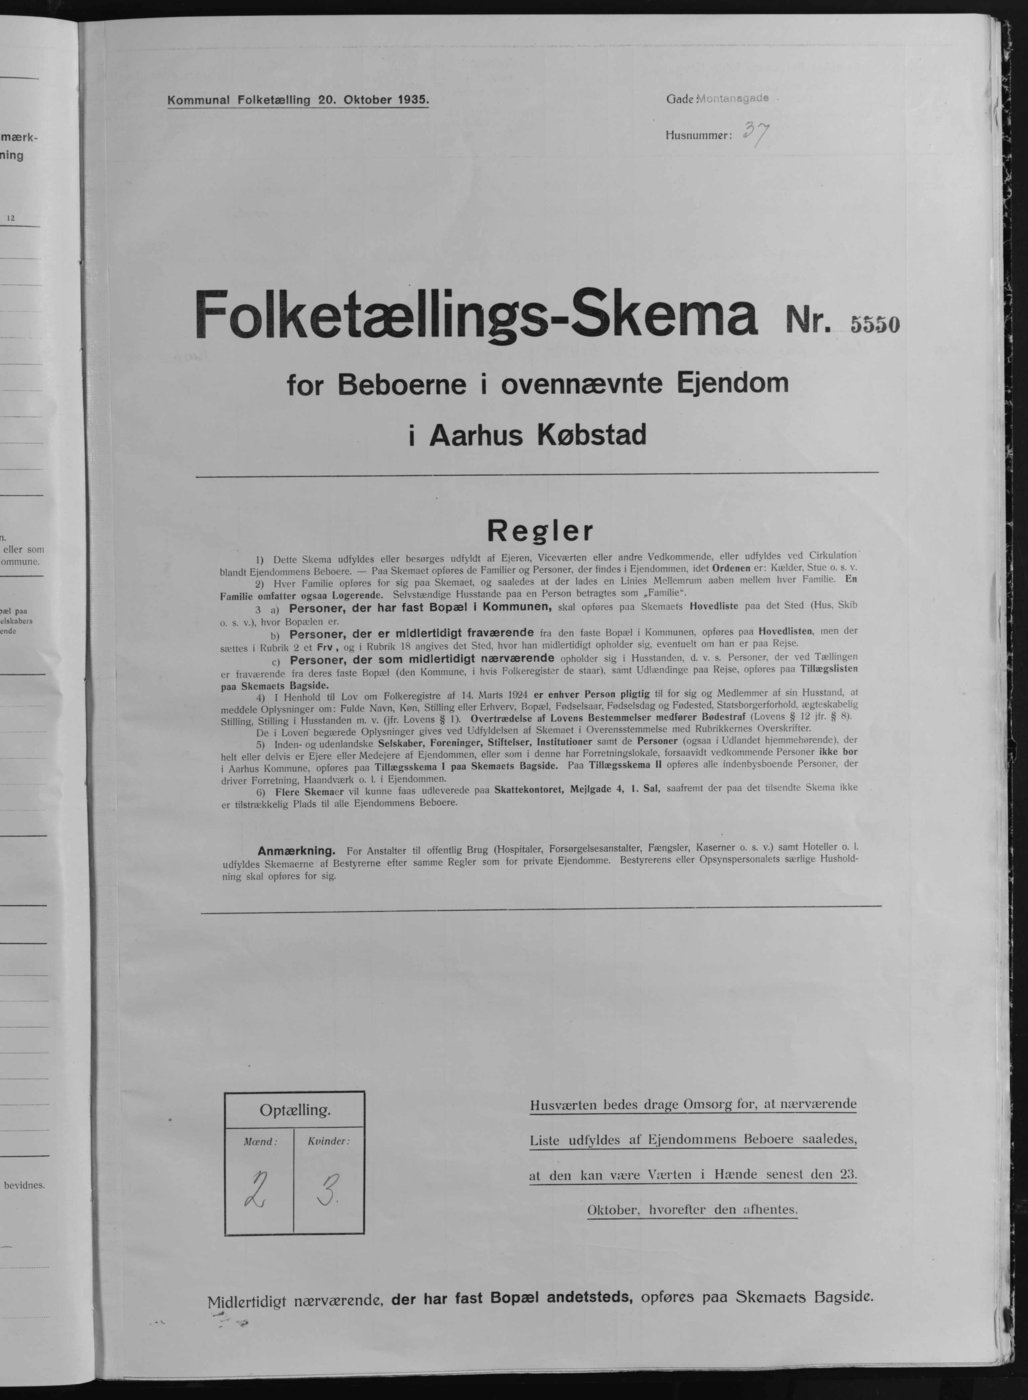 mærk-
ning
12
n.
eller som
ommune.
pæl paa
elskabers
ende
bevidnes.
Kommunal Folketælling 20. Oktober 1935.
Gade: Montanagade
Husnummer: 37
Folketællings-Skema Nr. 5550
for Beboerne i ovennævnte Ejendom
i Aarhus Købstad
Regler
1) Dette Skema udfyldes eller besørges udfyldt af Ejeren, Viceværten eller andre Vedkommende, eller udfyldes ved Cirkulation
blandt Ejendommens Beboere. — Paa Skemaet opføres de Familier og Personer, der findes i Ejendommen, idet Ordenen er: Kælder, Stue o. s. v.
2) Hver Familie opføres for sig paa Skemaet, og saaledes at der lades en Linies Mellemrum aaben mellem hver Familie. En
Familie omfatter ogsaa Logerende. Selvstændige Husstande paa en Person betragtes som „Familie“.
3 a) Personer, der har fast Bopæl i Kommunen, skal opføres paa Skemaets Hovedliste paa det Sted (Hus, Skib
o. s. v.), hvor Bopælen er.
b) Personer, der er midlertidigt fraværende fra den faste Bopæl i Kommunen, opføres paa Hovedlisten, men der
sættes i Rubrik 2 et Frv., og i Rubrik 18 angives det Sted, hvor han midlertidigt opholder sig, eventuelt om han er paa Rejse.
c) Personer, der som midlertidigt nærværende opholder sig i Husstanden, d. v. s. Personer, der ved Tællingen
er fraværende fra deres faste Bopæl (den Kommune, i hvis Folkeregister de staar), samt Udlændinge paa Rejse, opføres paa Tillægslisten
paa Skemaets Bagside.
4) I Henhold til Lov om Folkeregistre af 14. Marts 1924 er enhver Person pligtig til for sig og Medlemmer af sin Husstand, at
meddele Oplysninger om: Fulde Navn, Køn, Stilling eller Erhverv, Bopæl, Fødselsaar, Fødselsdag og Fødested, Statsborgerforhold, ægteskabelig
Stilling, Stilling i Husstanden m. v. (jfr. Lovens § 1). Overtrædelse af Lovens Bestemmelser medfører Bødestraf (Lovens § 12 jfr. § 8).
De i Loven begærede Oplysninger gives ved Udfyldelsen af Skemaet i Overensstemmelse med Rubrikkernes Overskrifter.
5) Inden- og udenlandske Selskaber, Foreninger, Stiftelser, Institutioner samt de Personer (ogsaa i Udlandet hjemmehørende), der
helt eller delvis er Ejere eller Medejere af Ejendommen, eller som i denne har Forretningslokale, forsaavidt vedkommende Personer ikke bor
i Aarhus Kommune, opføres paa Tillægsskema I paa Skemaets Bagside. Paa Tillægsskema II opføres alle indenbysboende Personer, der
driver Forretning, Haandværk o. l. i Ejendommen.
6) Flere Skemaer vil kunne faas udleverede paa Skattekontoret, Mejlgade 4, 1. Sal, saafremt der paa det tilsendte Skema ikke
er tilstrækkelig Plads til alle Ejendommens Beboere.
Anmærkning. For Anstalter til offentlig Brug (Hospitaler, Forsørgelsesanstalter, Fængsler, Kaserner o. s. v.) samt Hoteller o. l.
udfyldes Skemaerne af Bestyrerne efter samme Regler som for private Ejendomme. Bestyrerens eller Opsynspersonalets særlige Hushold-
ning skal opføres for sig.
Optælling.
Mænd: Kvinder:
2 3.
Husværten bedes drage Omsorg for, at nærværende
Liste udfyldes af Ejendommens Beboere saaledes,
at den kan være Værten i Hænde senest den 23.
Oktober, hvorefter den afhentes.
Midlertidigt nærværende, der har fast Bopæl andetsteds, opføres paa Skemaets Bagside.